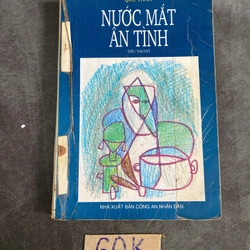 NƯỚC MẮT
ÂN TÌNH
TIỂU THUYẾT
NHÀ XUẤT BẢN CÔNG AN NHÂN DÂN
60K